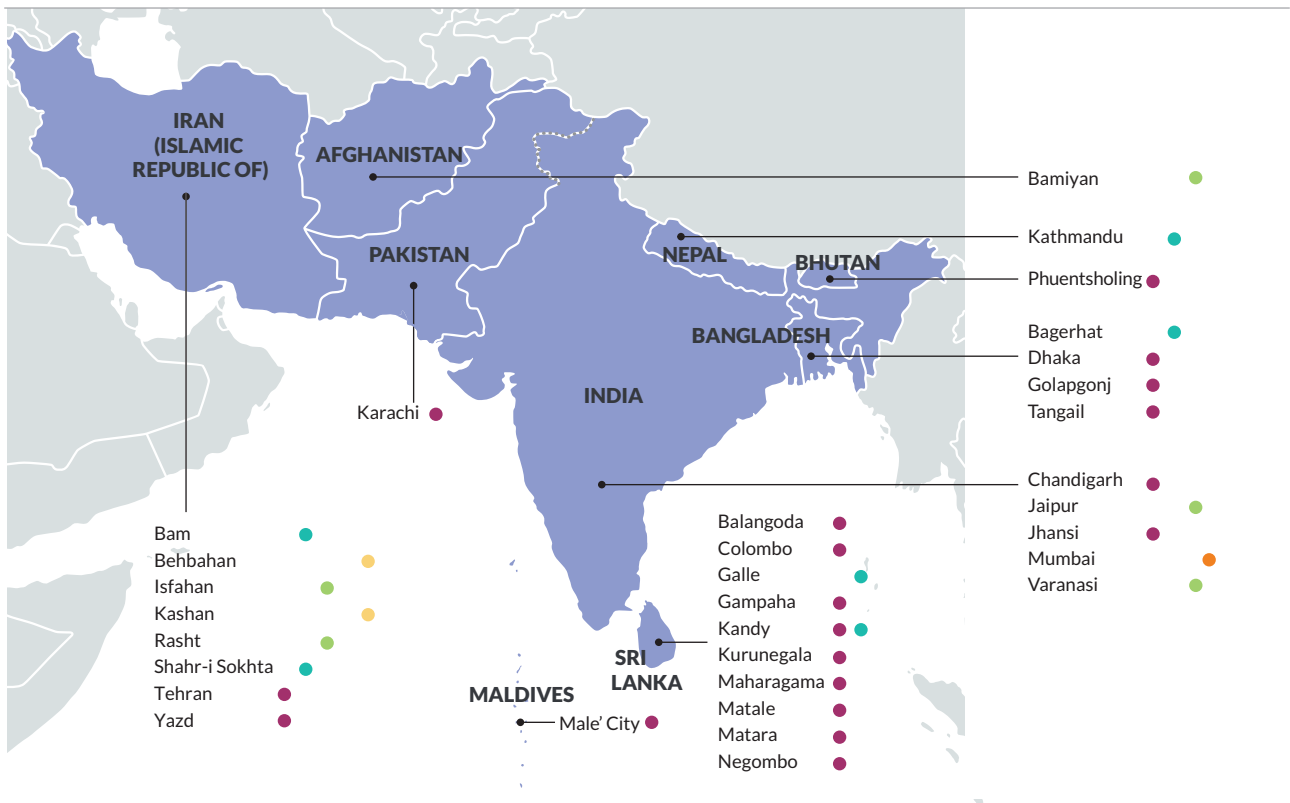 IRAN
(ISLAMIC
REPUBLIC OF)
AFGHANISTAN
PAKISTAN
NEPAL
BHUTAN
BANGLADESH
INDIA
SRI
LANKA
MALDIVES
Karachi
Male' City
Bam
Behbahan
Isfahan
Kashan
Rasht
Shahr-i Sokhta
Tehran
Yazd
Balangoda
Colombo
Galle
Gampaha
Kandy
Kurunegala
Maharagama
Matale
Matara
Negombo
Bamiyan
Kathmandu
Phuentsholing
Bagerhat
Dhaka
Golapgonj
Tangail
Chandigarh
Jaipur
Jhansi
Mumbai
Varanasi